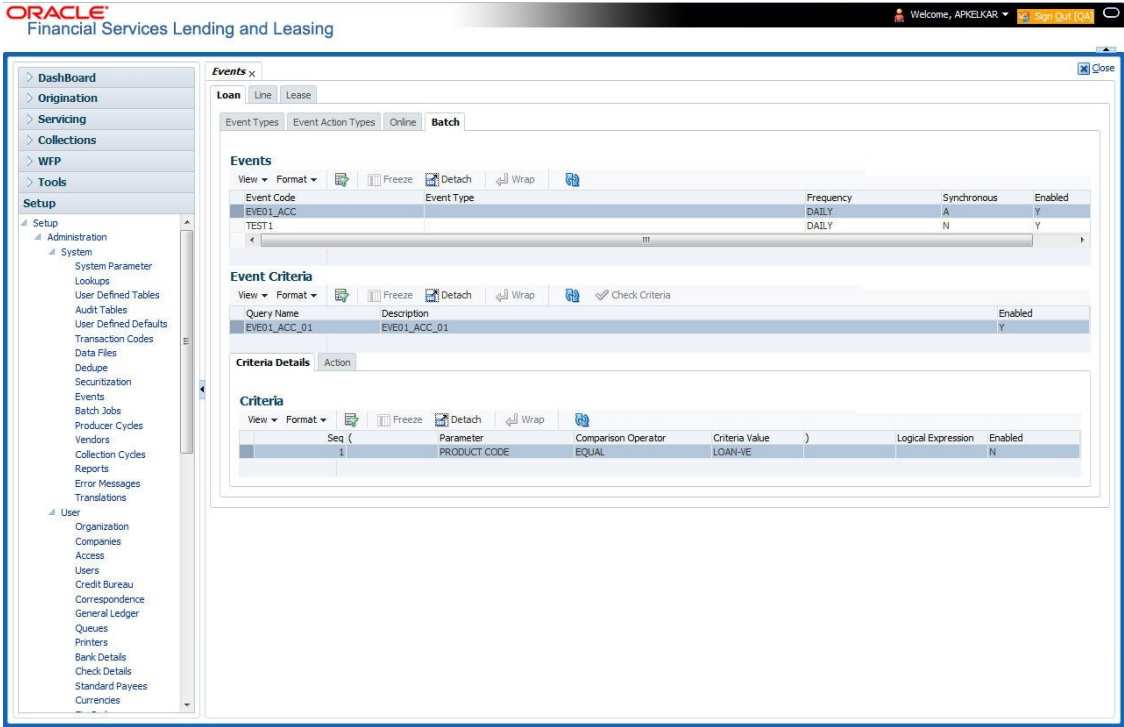 ORACLE
Financial Services Lending and Leasing
Welcome, APKELKAR
Sign Out [QA]
DashBoard
Origination
Servicing
Collections
WFP
Tools
Setup
Setup
Administration
System
System Parameter
Lookups
User Defined Tables
Audit Tables
User Defined Defaults
Transaction Codes
Data Files
Dedupe
Securitization
Events
Batch Jobs
Producer Cycles
Vendors
Collection Cycles
Reports
Error Messages
Translations
User
Organization
Companies
Access
Users
Credit Bureau
Correspondence
General Ledger
Queues
Printers
Bank Details
Check Details
Standard Payees
Currencies
Events
Close
Loan Line Lease
Event Types Event Action Types Online Batch
Events
View Format Freeze Detach Wrap
Event Code Event Type Frequency Synchronous Enabled
EVE01_ACC DAILY A Y
TEST1 DAILY N Y
Event Criteria
View Format Freeze Detach Wrap Check Criteria
Query Name Description Enabled
EVE01_ACC_01 EVE01_ACC_01 Y
Criteria Details Action
Criteria
View Format Freeze Detach Wrap
Seq ( Parameter Comparison Operator Criteria Value ) Logical Expression Enabled
1 PRODUCT CODE EQUAL LOAN-VE N